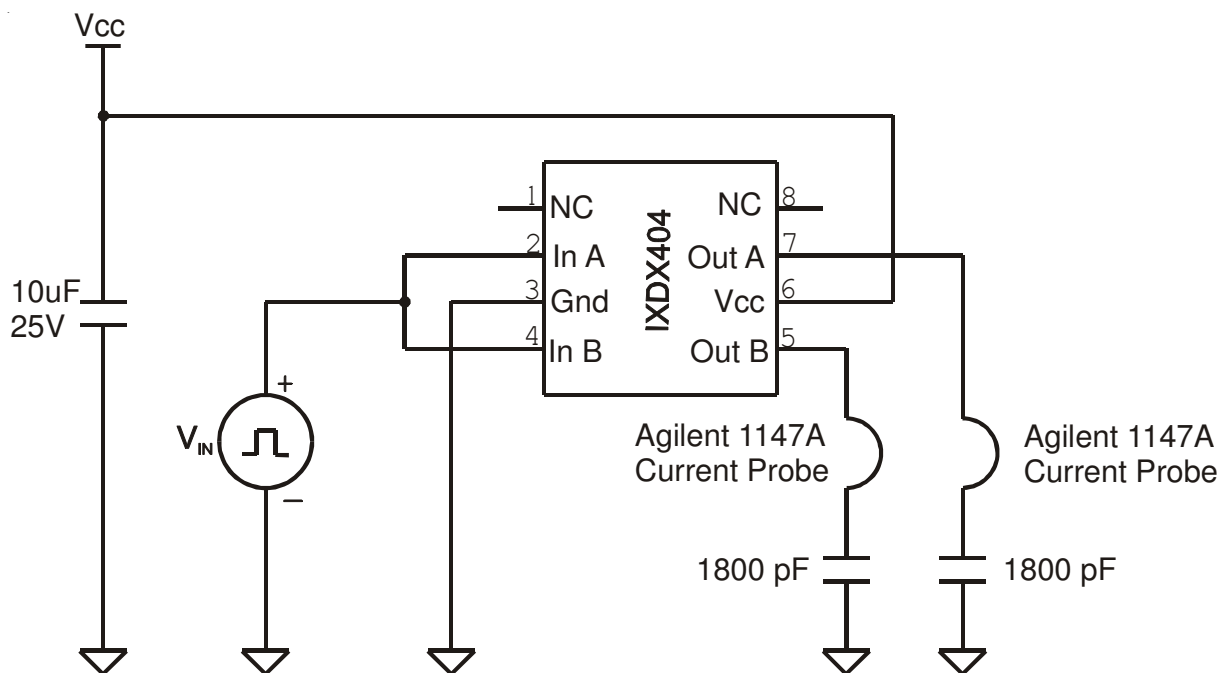 Vcc
1
NC
NC
8
2
In A
Out A
7
3
Gnd
Vcc
6
4
In B
Out B
5
IXDX404
10uF
25V
+
VIN
−
Agilent 1147A
Current Probe
Agilent 1147A
Current Probe
1800 pF
1800 pF